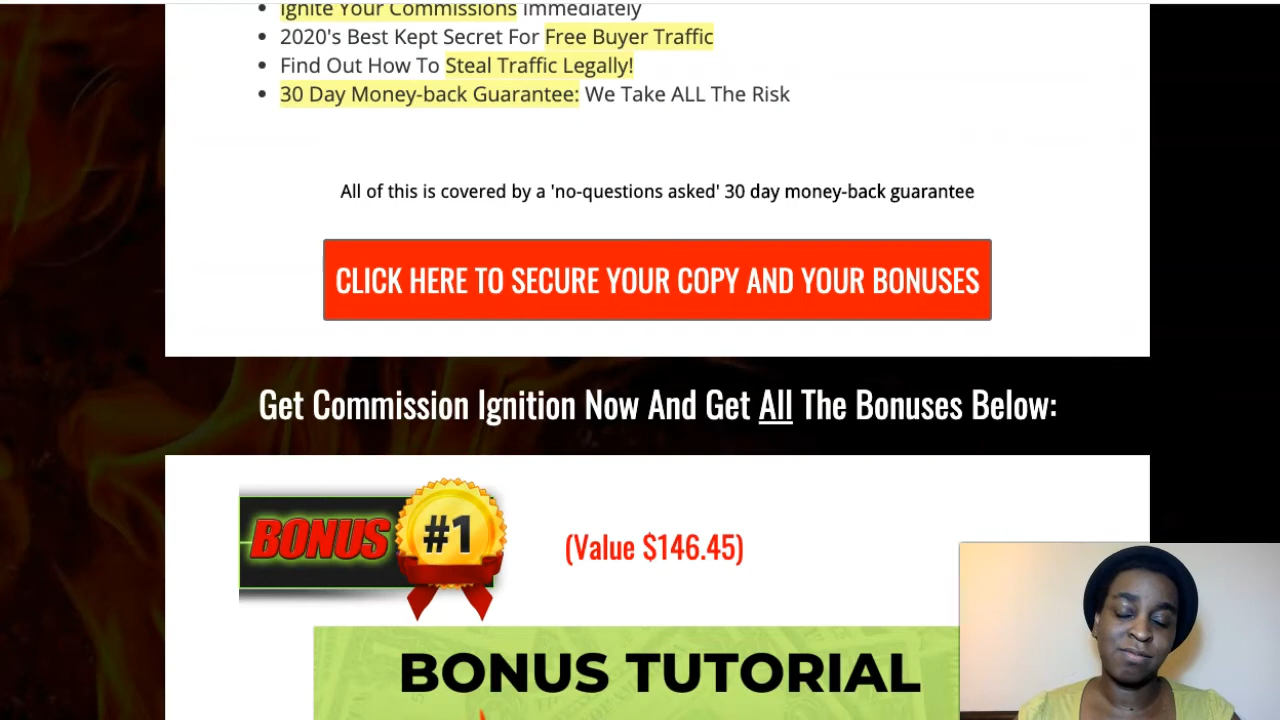 Ignite Your Commissions Immediately
2020's Best Kept Secret For Free Buyer Traffic
Find Out How To Steal Traffic Legally!
30 Day Money-back Guarantee: We Take ALL The Risk
All of this is covered by a 'no-questions asked' 30 day money-back guarantee
CLICK HERE TO SECURE YOUR COPY AND YOUR BONUSES
Get Commission Ignition Now And Get All The Bonuses Below:
BONUS #1
(Value $146.45)
BONUS TUTORIAL